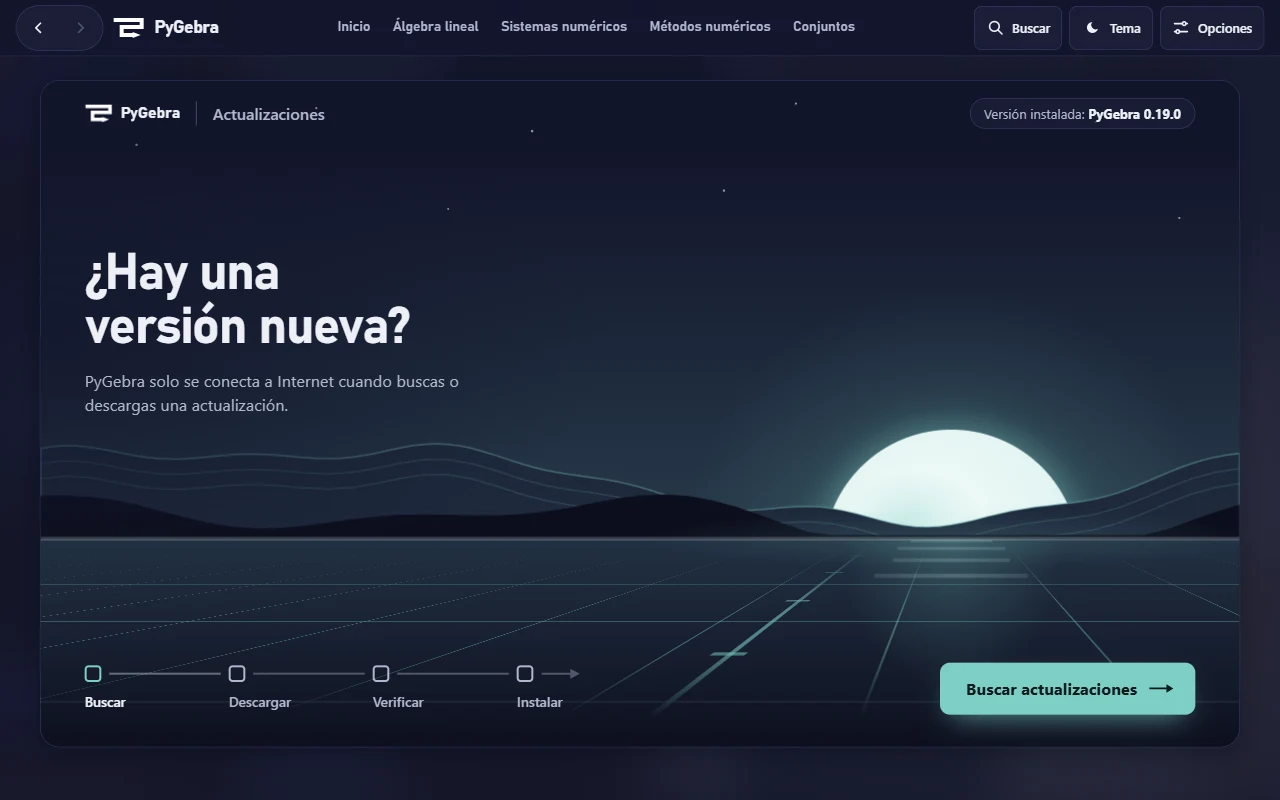 PyGebra
Inicio
Álgebra lineal
Sistemas numéricos
Métodos numéricos
Conjuntos
Buscar
Tema
Opciones
PyGebra
Actualizaciones
Versión instalada: PyGebra 0.19.0
¿Hay una
versión nueva?
PyGebra solo se conecta a Internet cuando buscas o
descargas una actualización.
Buscar
Descargar
Verificar
Instalar
Buscar actualizaciones